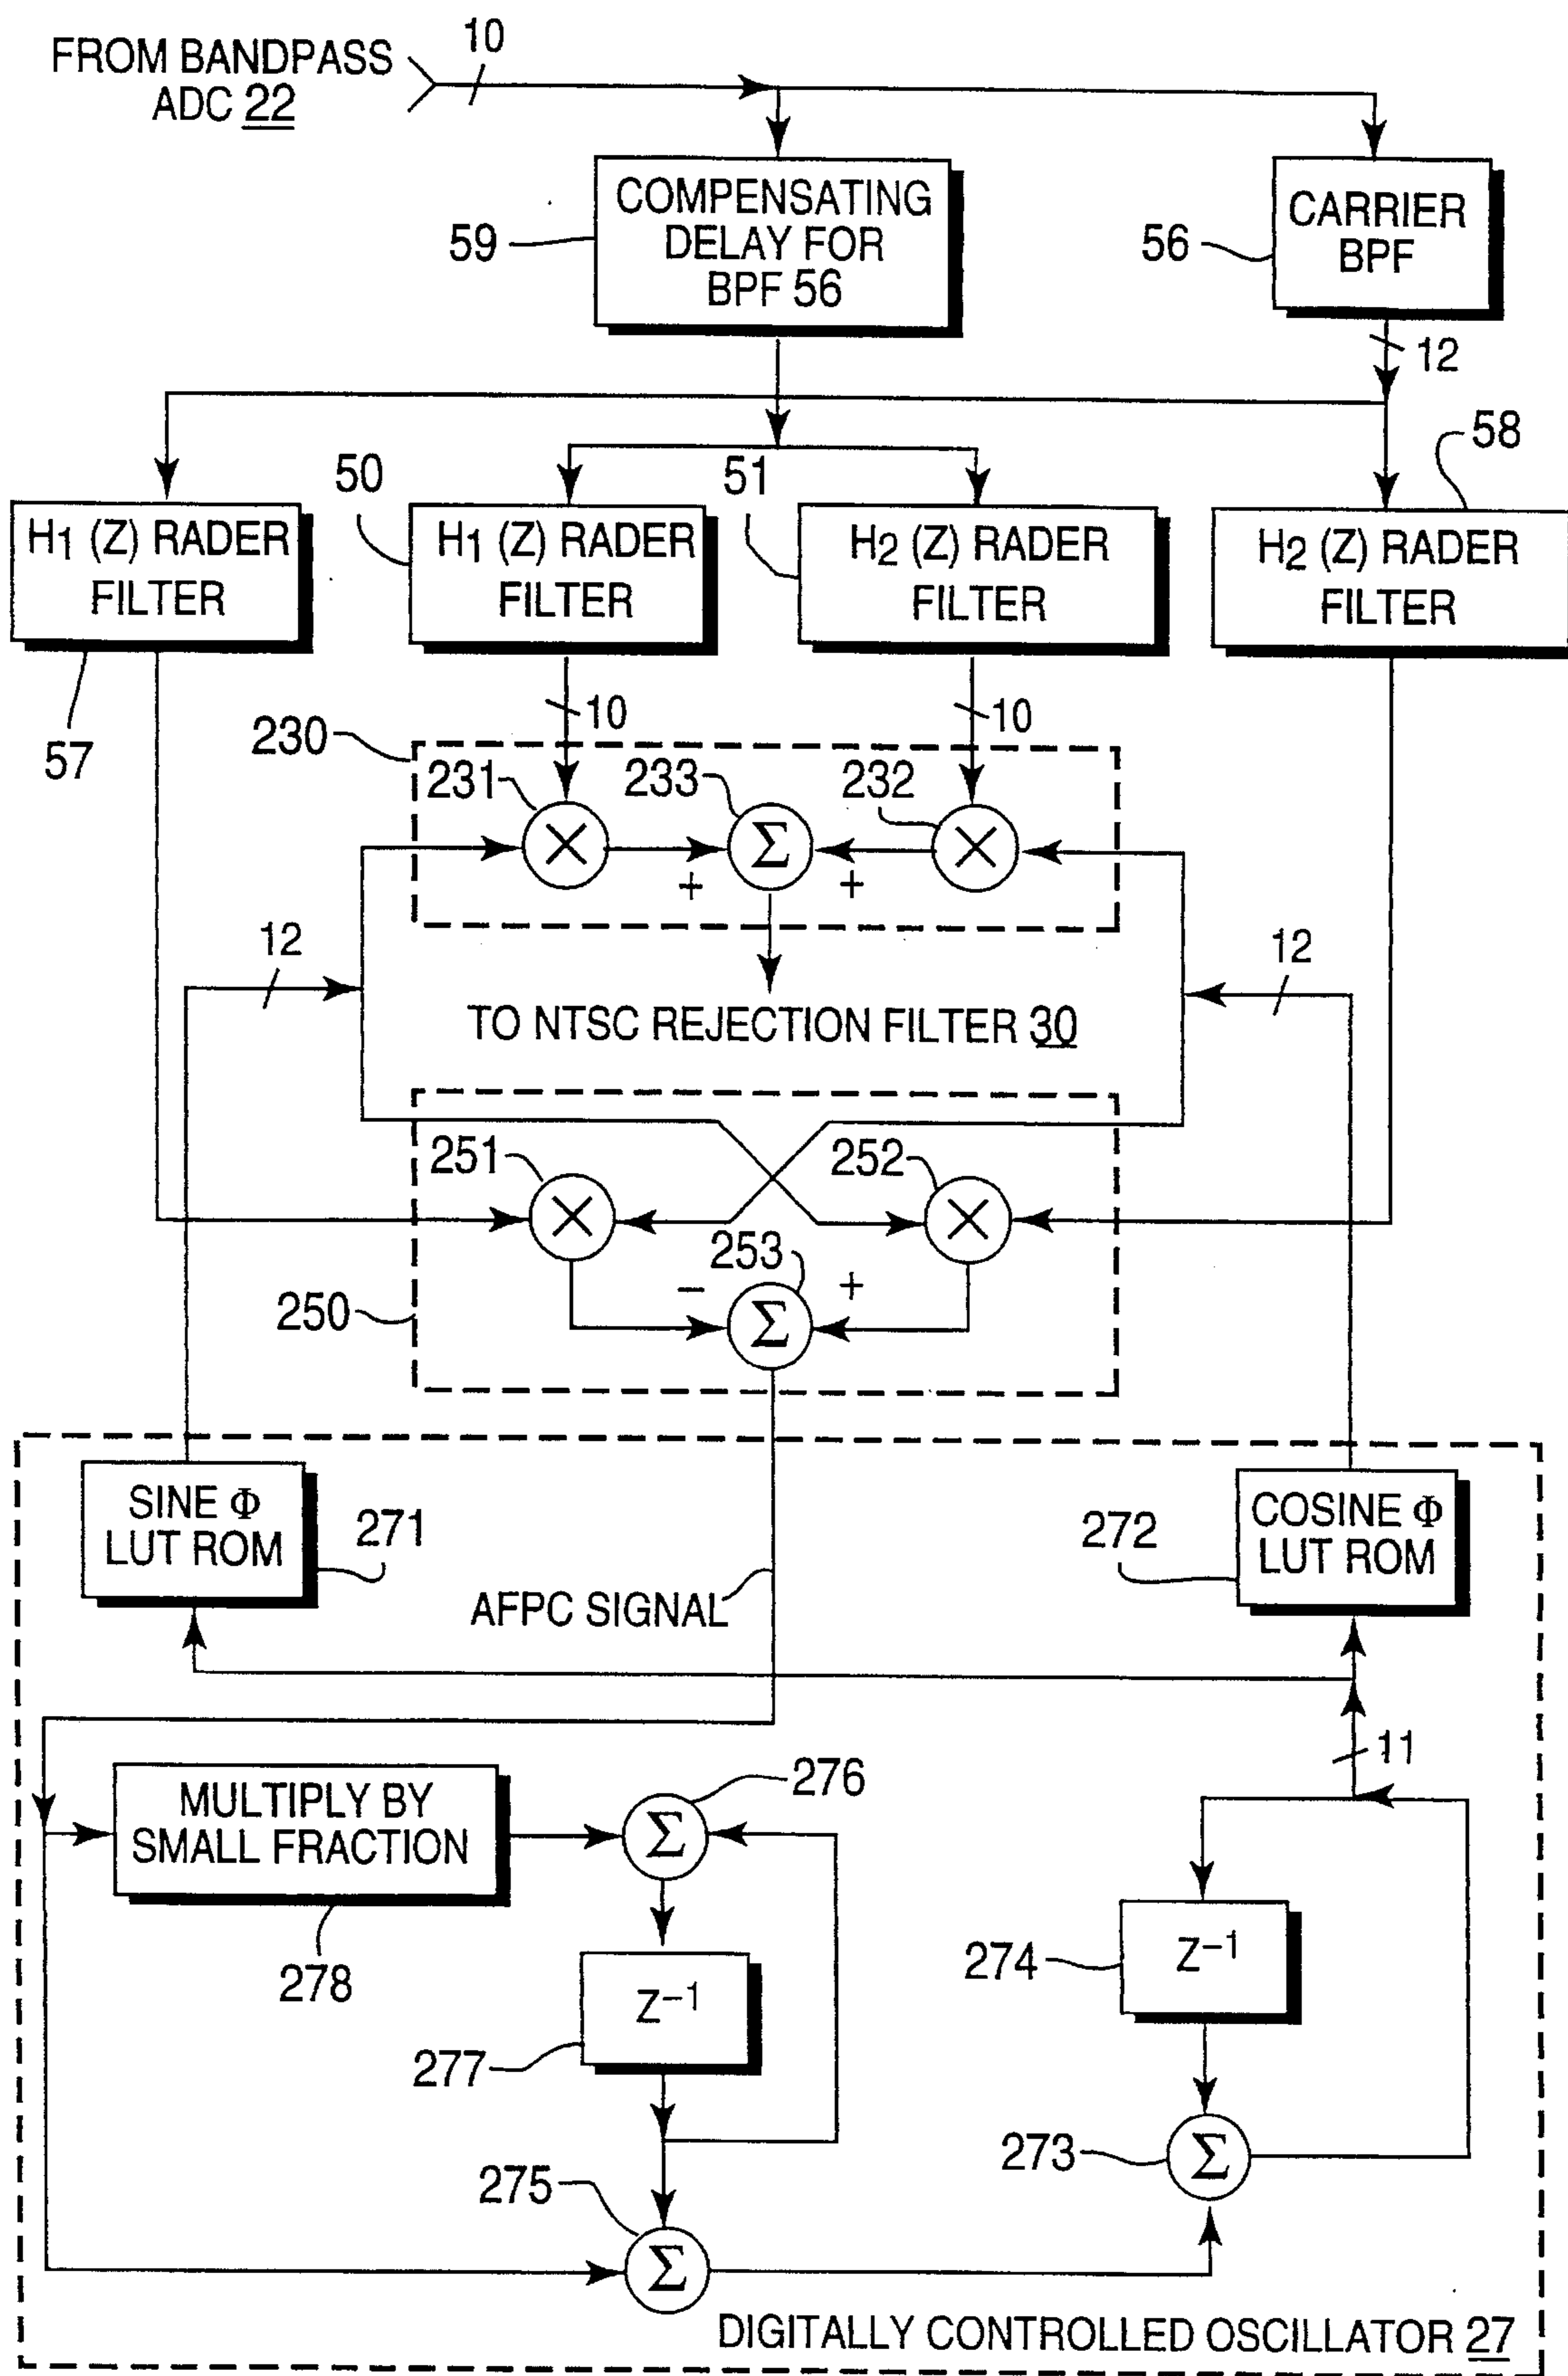 FROM BANDPASS
ADC 22
10
COMPENSATING
DELAY FOR
BPF 56
59
CARRIER
BPF
56
12
58
50
51
H1 (Z) RADER
FILTER
H1 (Z) RADER
FILTER
H2 (Z) RADER
FILTER
H2 (Z) RADER
FILTER
57
10
10
230
231
233
232
×
Σ
×
+
+
12
12
TO NTSC REJECTION FILTER 30
251
252
×
×
253
−
+
Σ
250
SINE Φ
LUT ROM
271
COSINE Φ
LUT ROM
272
AFPC SIGNAL
11
MULTIPLY BY
SMALL FRACTION
278
276
Σ
Z−1
277
Z−1
274
273
Σ
275
Σ
DIGITALLY CONTROLLED OSCILLATOR 27